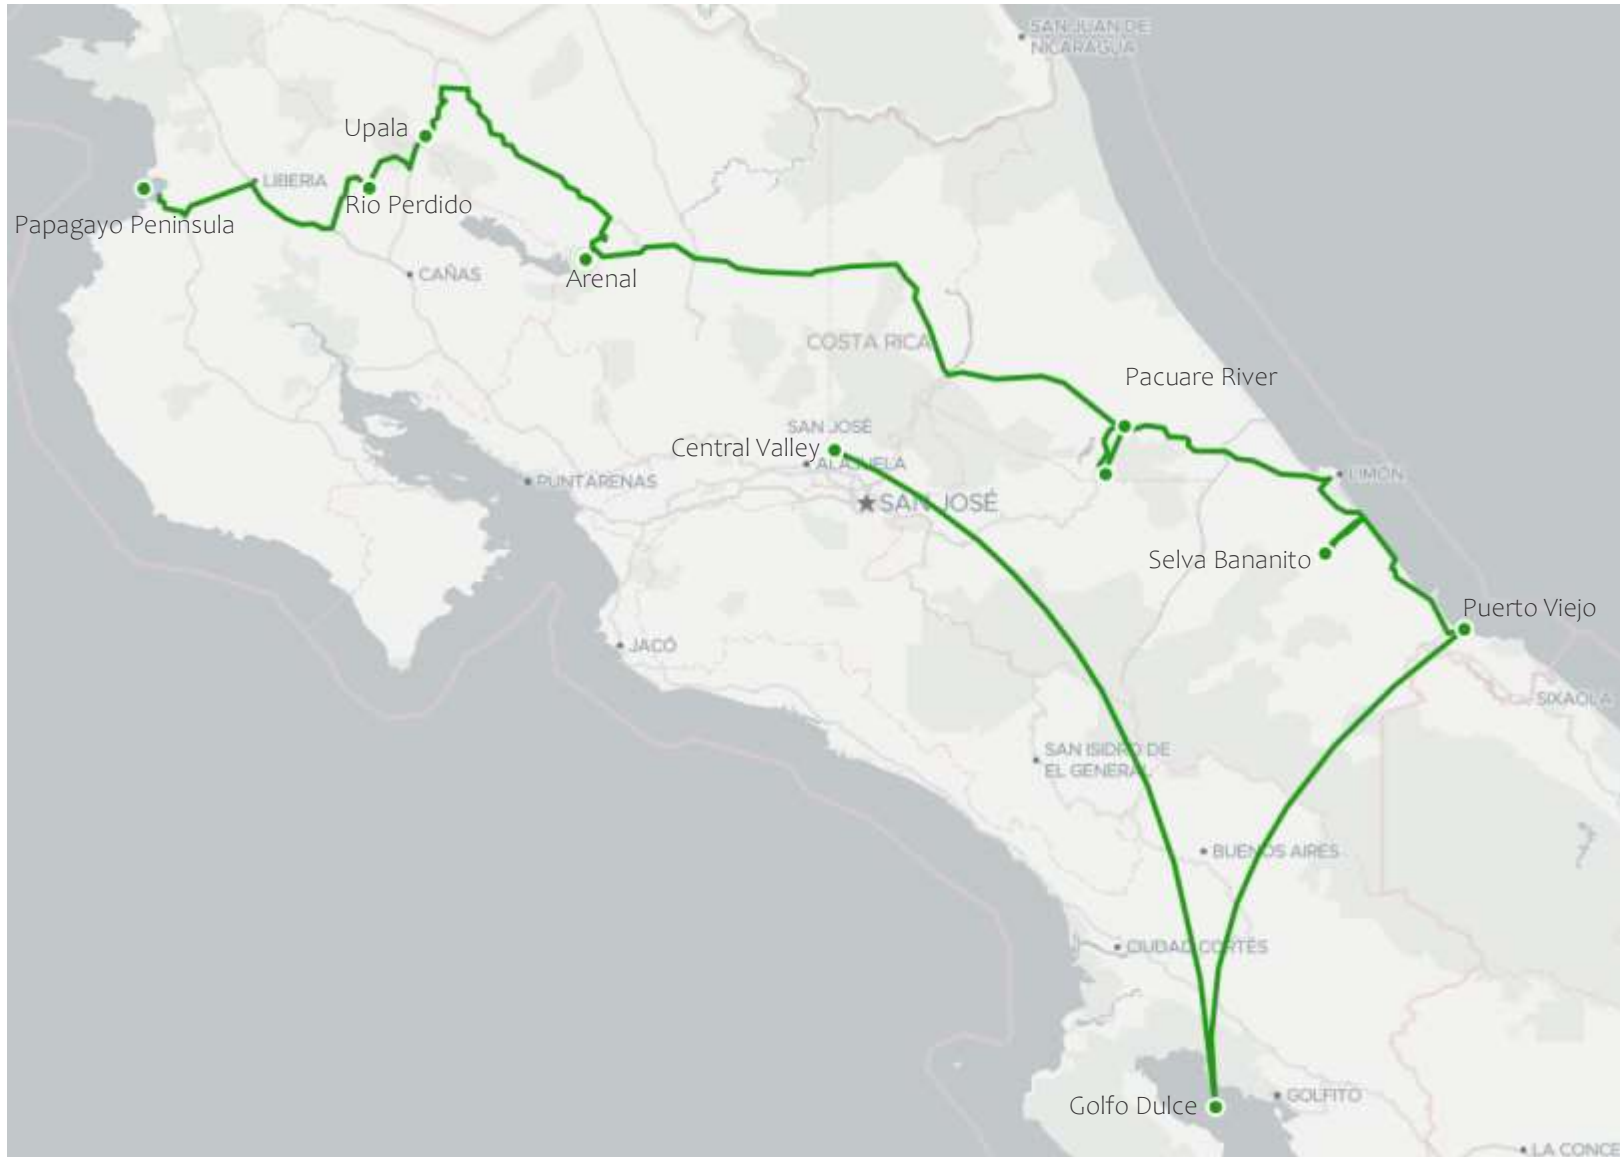 SAN JUAN DE
NICARAGUA
Upala
LIBERIA
Rio Perdido
Papagayo Peninsula
CAÑAS
Arenal
COSTA RICA
Pacuare River
SAN JOSÉ
Central Valley
ALAJUELA
PUNTARENAS
LIMÓN
SAN JOSÉ
Selva Bananito
Puerto Viejo
JACÓ
SIXAOLA
SAN ISIDRO DE
EL GENERAL
BUENOS AIRES
CIUDAD CORTÉS
Golfo Dulce
GOLFITO
LA CONCE